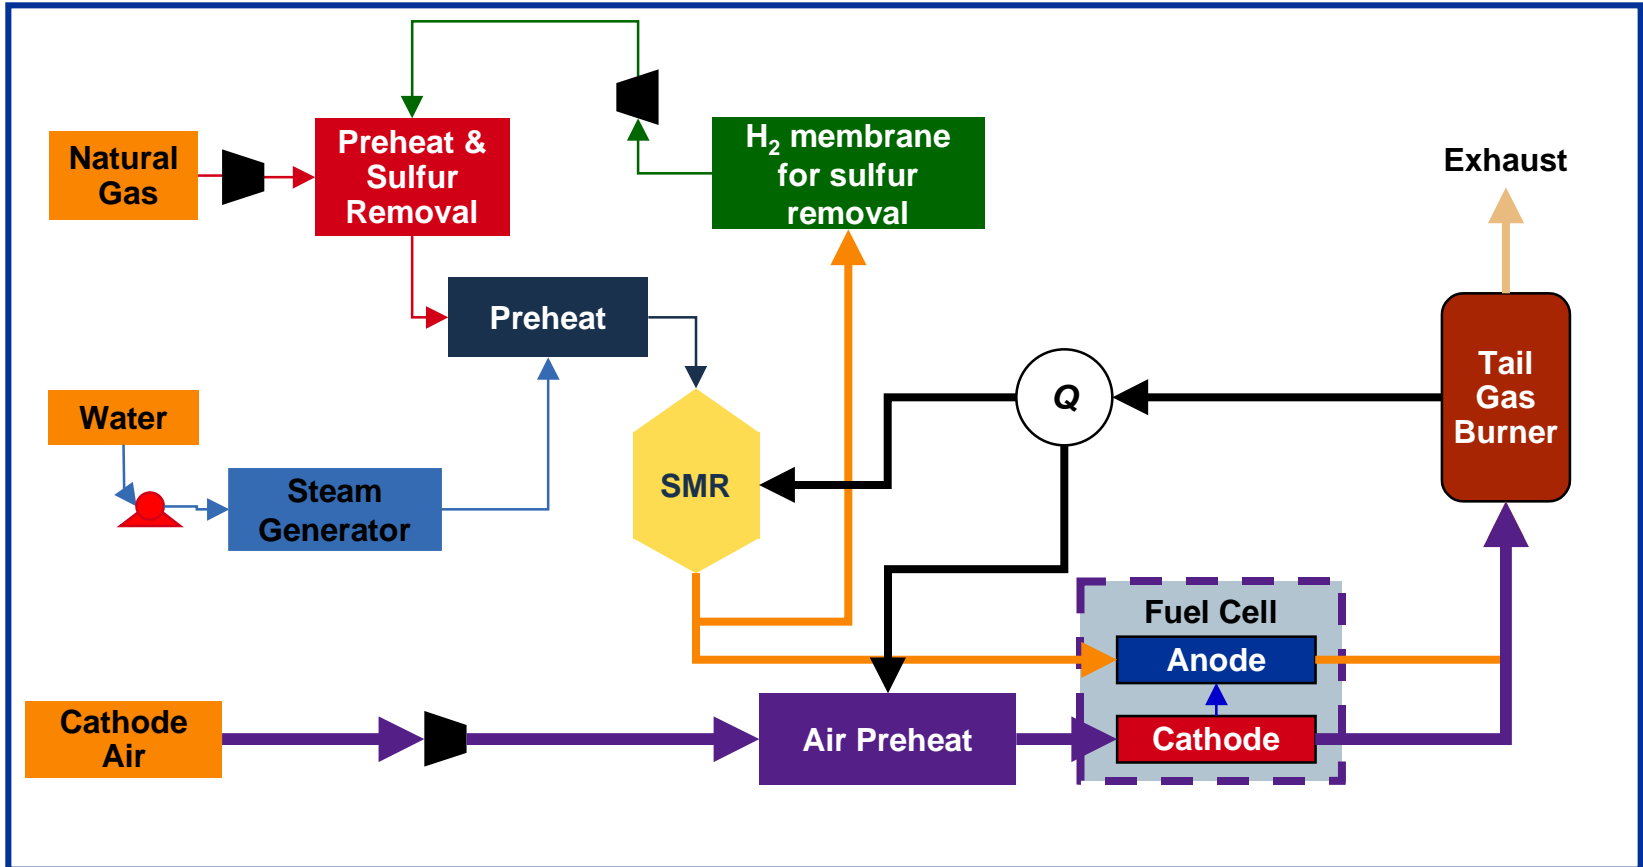 Natural
Gas
Preheat &
Sulfur
Removal
H₂ membrane
for sulfur
removal
Exhaust
Preheat
Water
Steam
Generator
SMR
Q
Tail
Gas
Burner
Fuel Cell
Anode
Cathode
Air
Air Preheat
Cathode